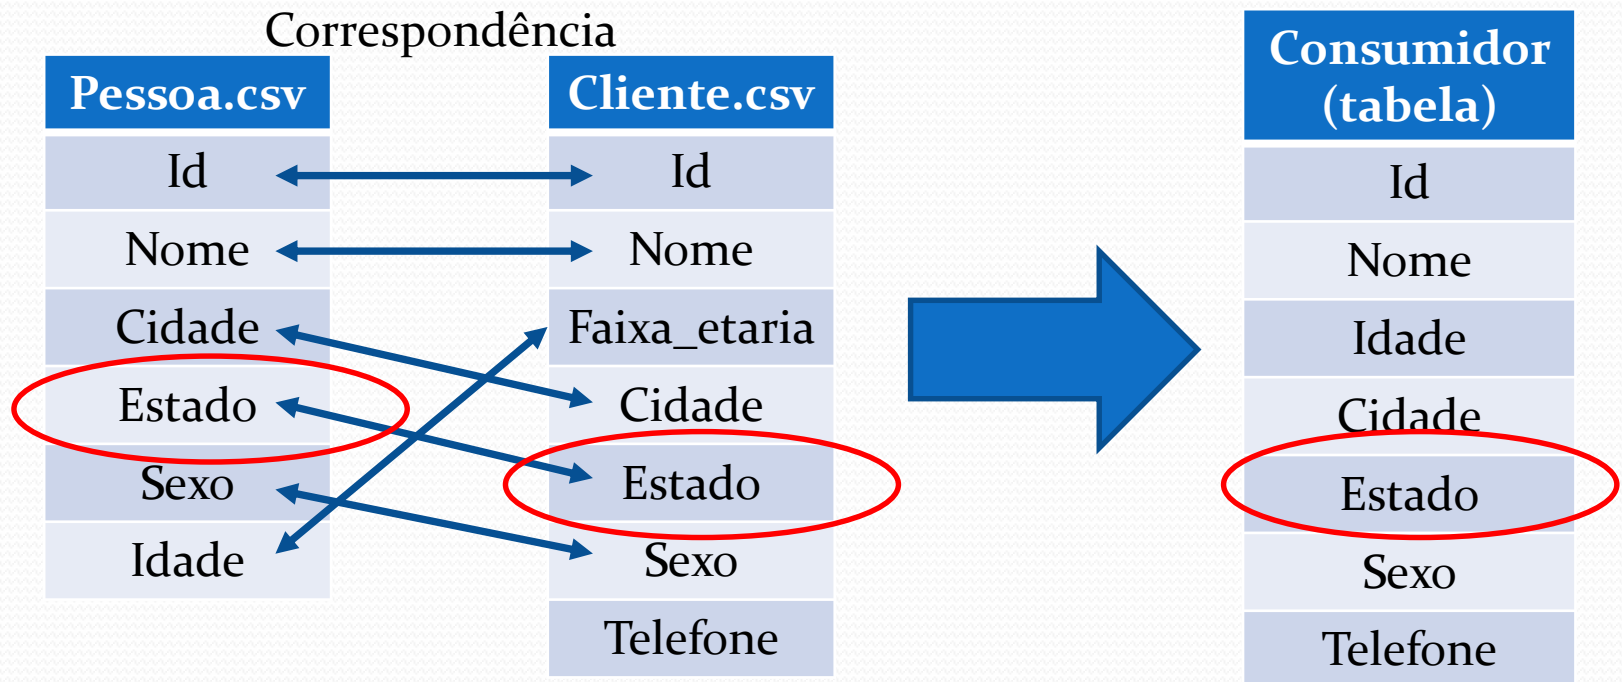 Correspondência
Pessoa.csv
Id
Nome
Cidade
Estado
Sexo
Idade
Cliente.csv
Id
Nome
Faixa_etaria
Cidade
Estado
Sexo
Telefone
Consumidor
(tabela)
Id
Nome
Idade
Cidade
Estado
Sexo
Telefone